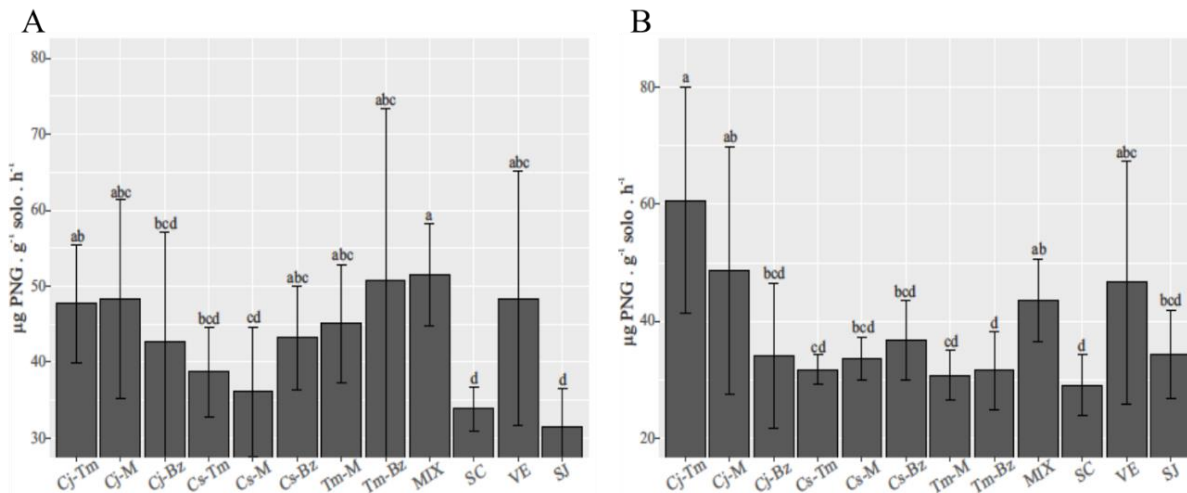 A
B
80
70
60
50
40
30
µg PNG . g⁻¹ solo . h⁻¹
ab
abc
abc
bcd
bcd
cd
abc
abc
abc
a
d
abc
d
Cj-Tm
Cj-M
Cj-Bz
Cs-Tm
Cs-M
Cs-Bz
Tm-M
Tm-Bz
MIX
SC
VE
SJ
80
60
40
20
µg PNG . g⁻¹ solo . h⁻¹
a
ab
bcd
cd
bcd
abc
cd
d
ab
d
abc
bcd
Cj-Tm
Cj-M
Cj-Bz
Cs-Tm
Cs-M
Cs-Bz
Tm-M
Tm-Bz
MIX
SC
VE
SJ